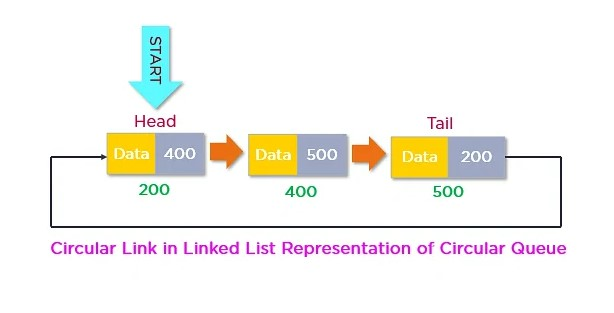 START
Head
Tail
Data 400
Data 500
Data 200
200
400
500
Circular Link in Linked List Representation of Circular Queue